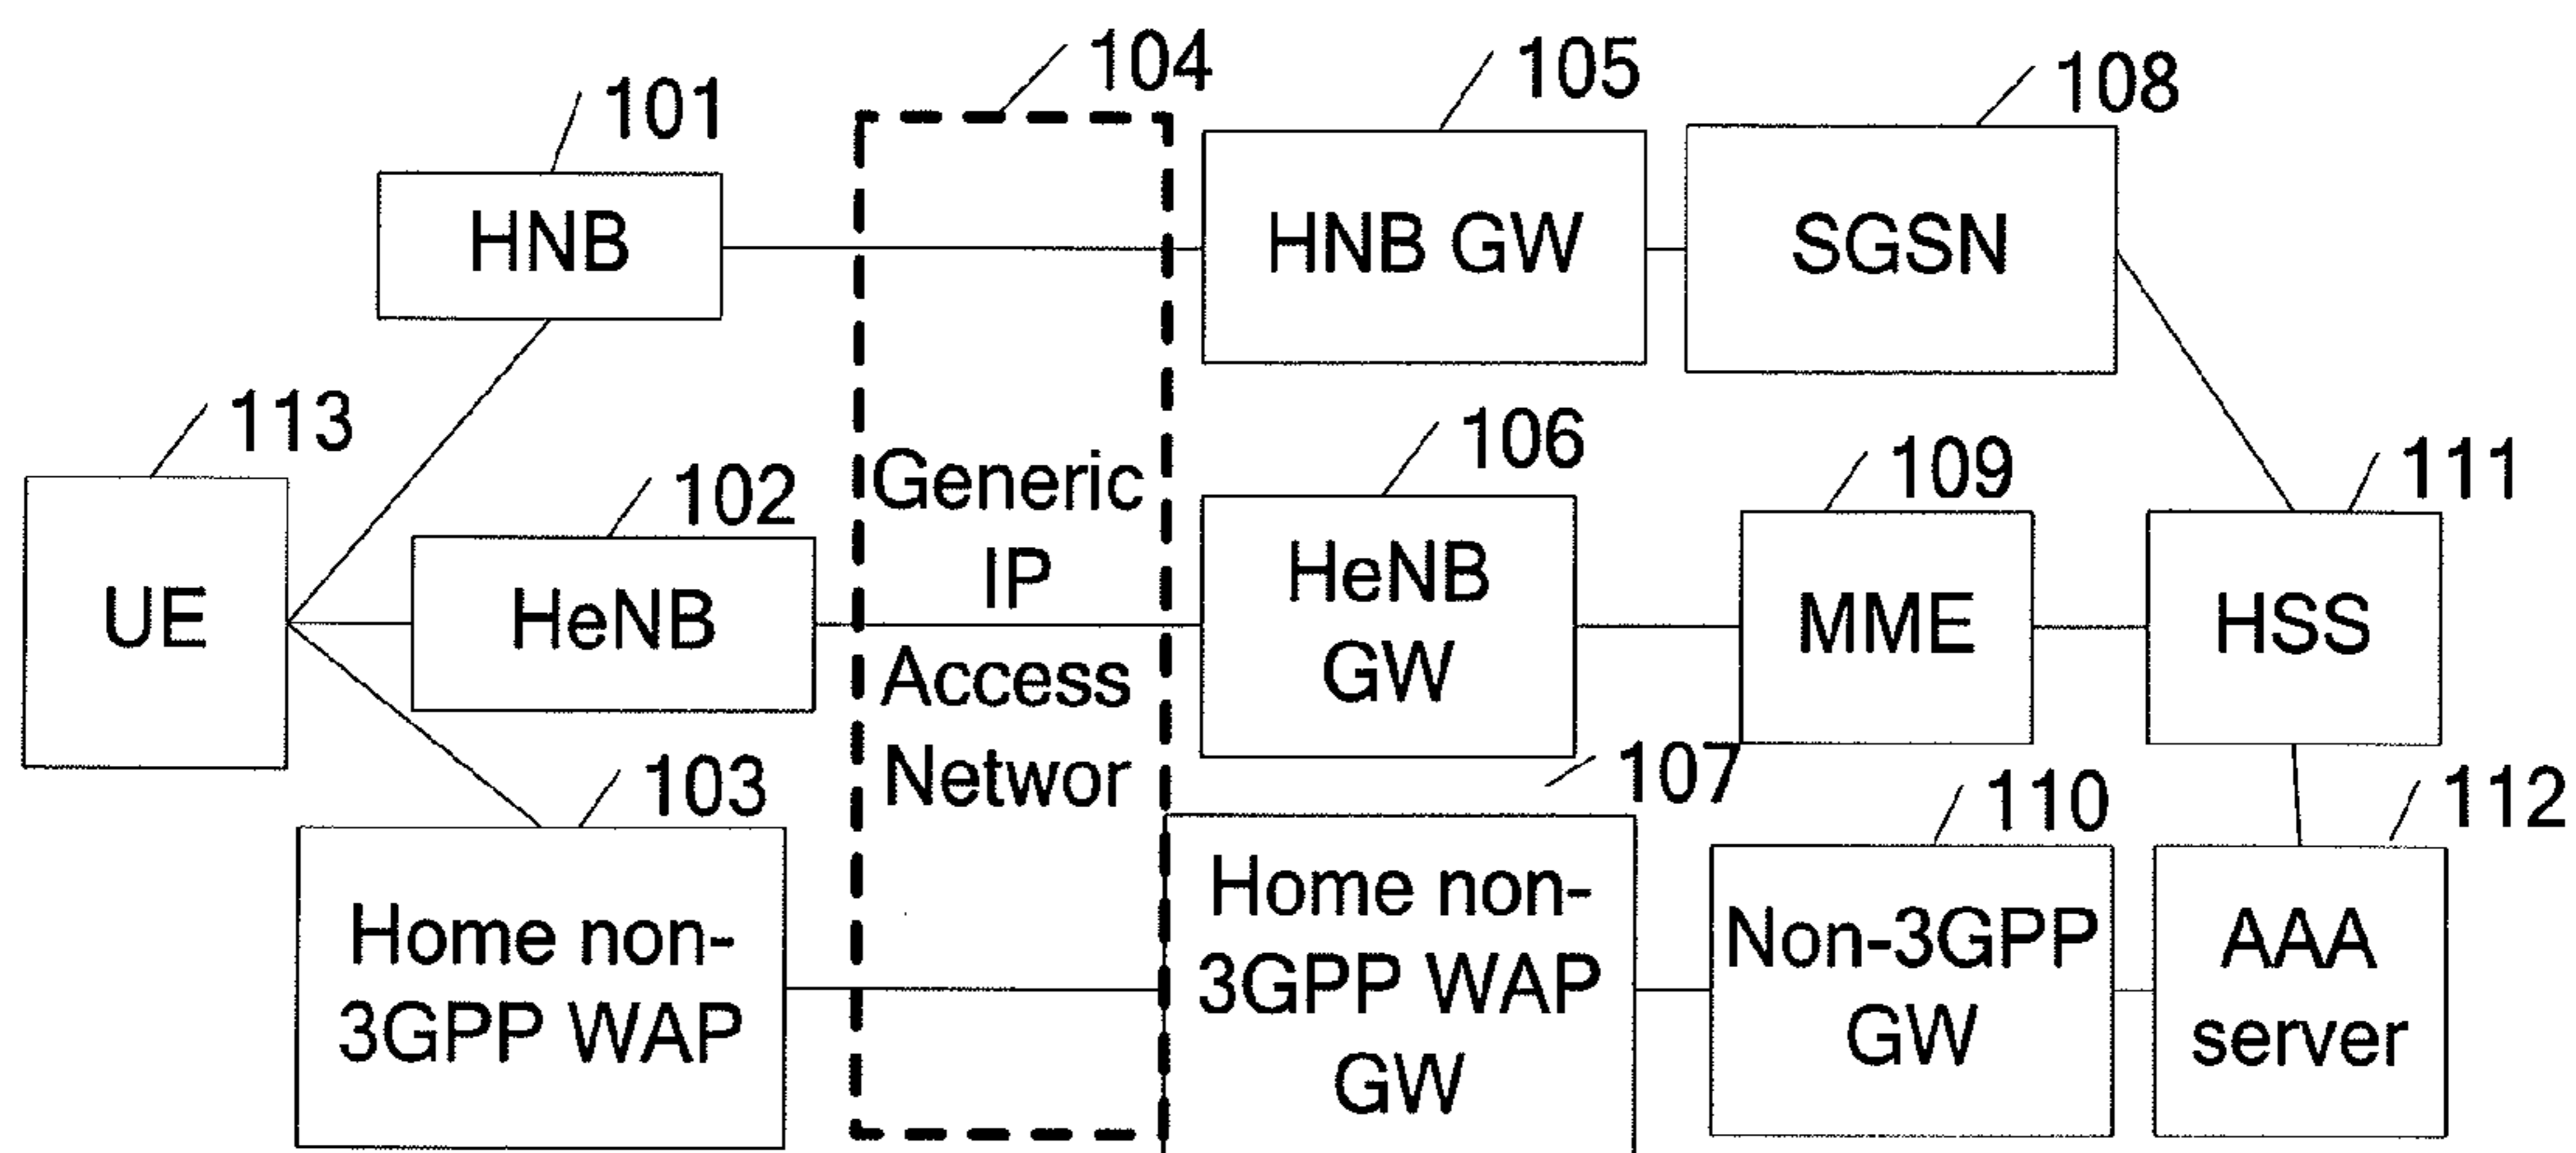 104
105
108
101
HNB
HNB GW
SGSN
113
102
Generic
IP
Access
Networ
106
109
111
UE
HeNB
HeNB
GW
MME
HSS
103
107
110
112
Home non-
3GPP WAP
Home non-
3GPP WAP
GW
Non-3GPP
GW
AAA
server